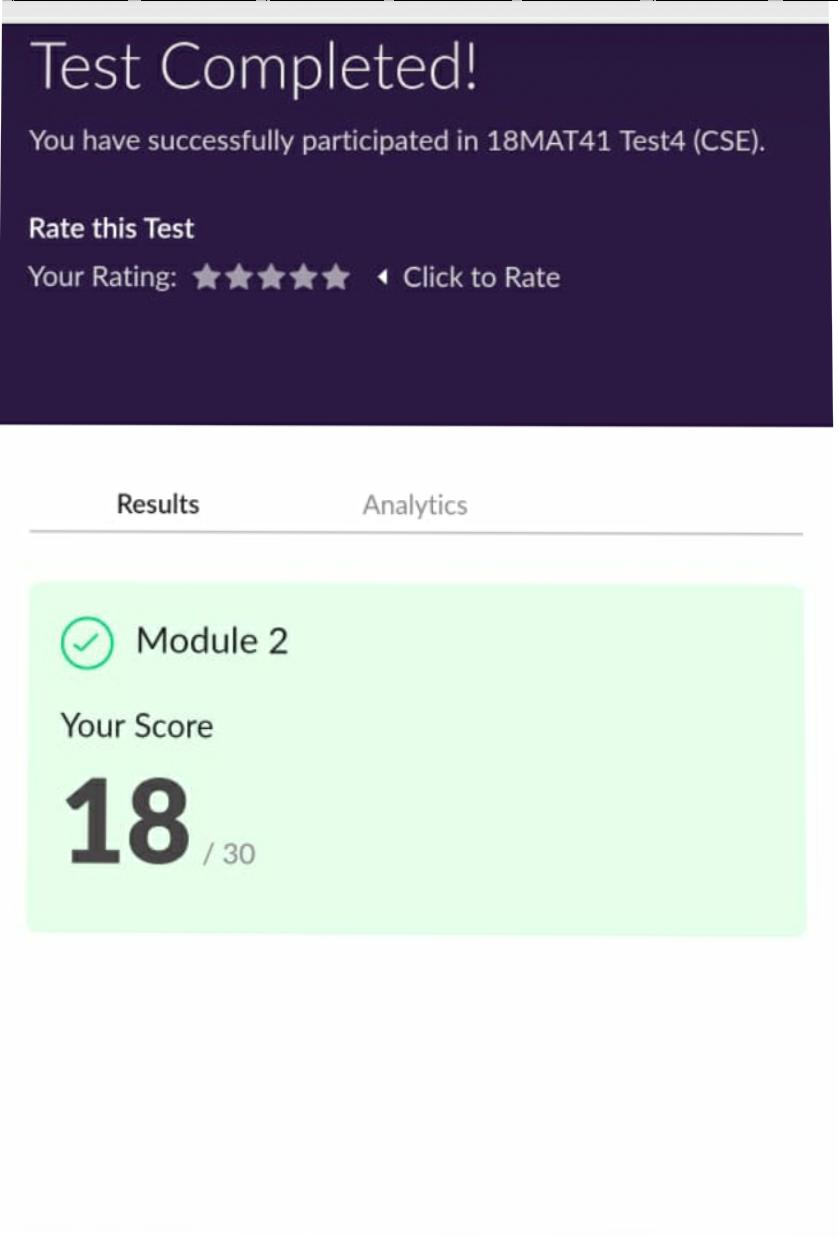 Test Completed!
You have successfully participated in 18MAT41 Test4 (CSE).
Rate this Test
Your Rating: Click to Rate
Results Analytics
Module 2
Your Score
18 / 30